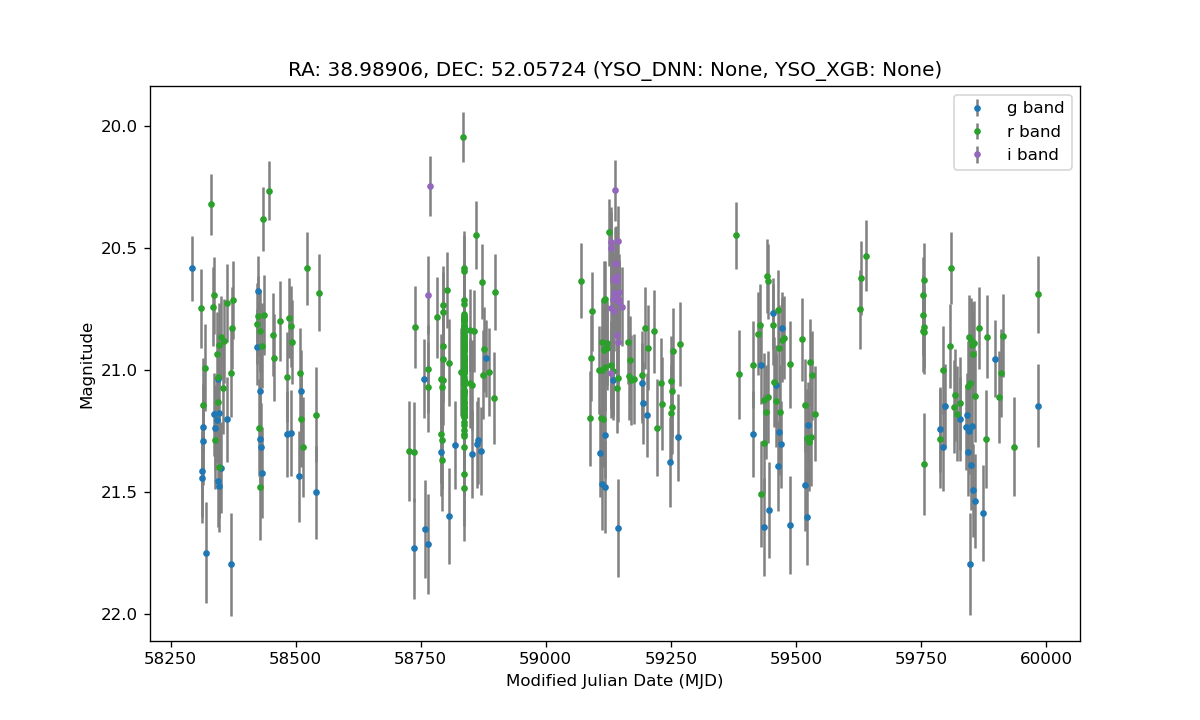 RA: 38.98906, DEC: 52.05724 (YSO_DNN: None, YSO_XGB: None)
g band
r band
i band
20.0
20.5
21.0
21.5
22.0
Magnitude
58250 58500 58750 59000 59250 59500 59750 60000
Modified Julian Date (MJD)